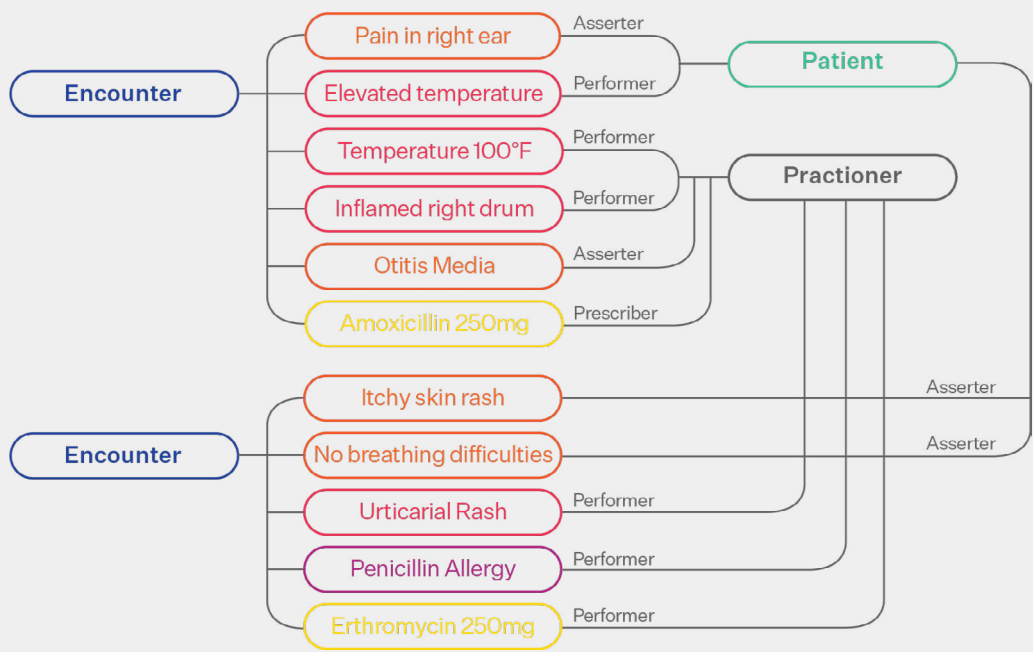 Pain in right ear
Asserter
Patient
Encounter
Elevated temperature
Performer
Temperature 100°F
Performer
Practioner
Inflamed right drum
Performer
Otitis Media
Asserter
Amoxicillin 250mg
Prescriber
Itchy skin rash
Asserter
Encounter
No breathing difficulties
Asserter
Urticarial Rash
Performer
Penicillin Allergy
Performer
Erthromycin 250mg
Performer